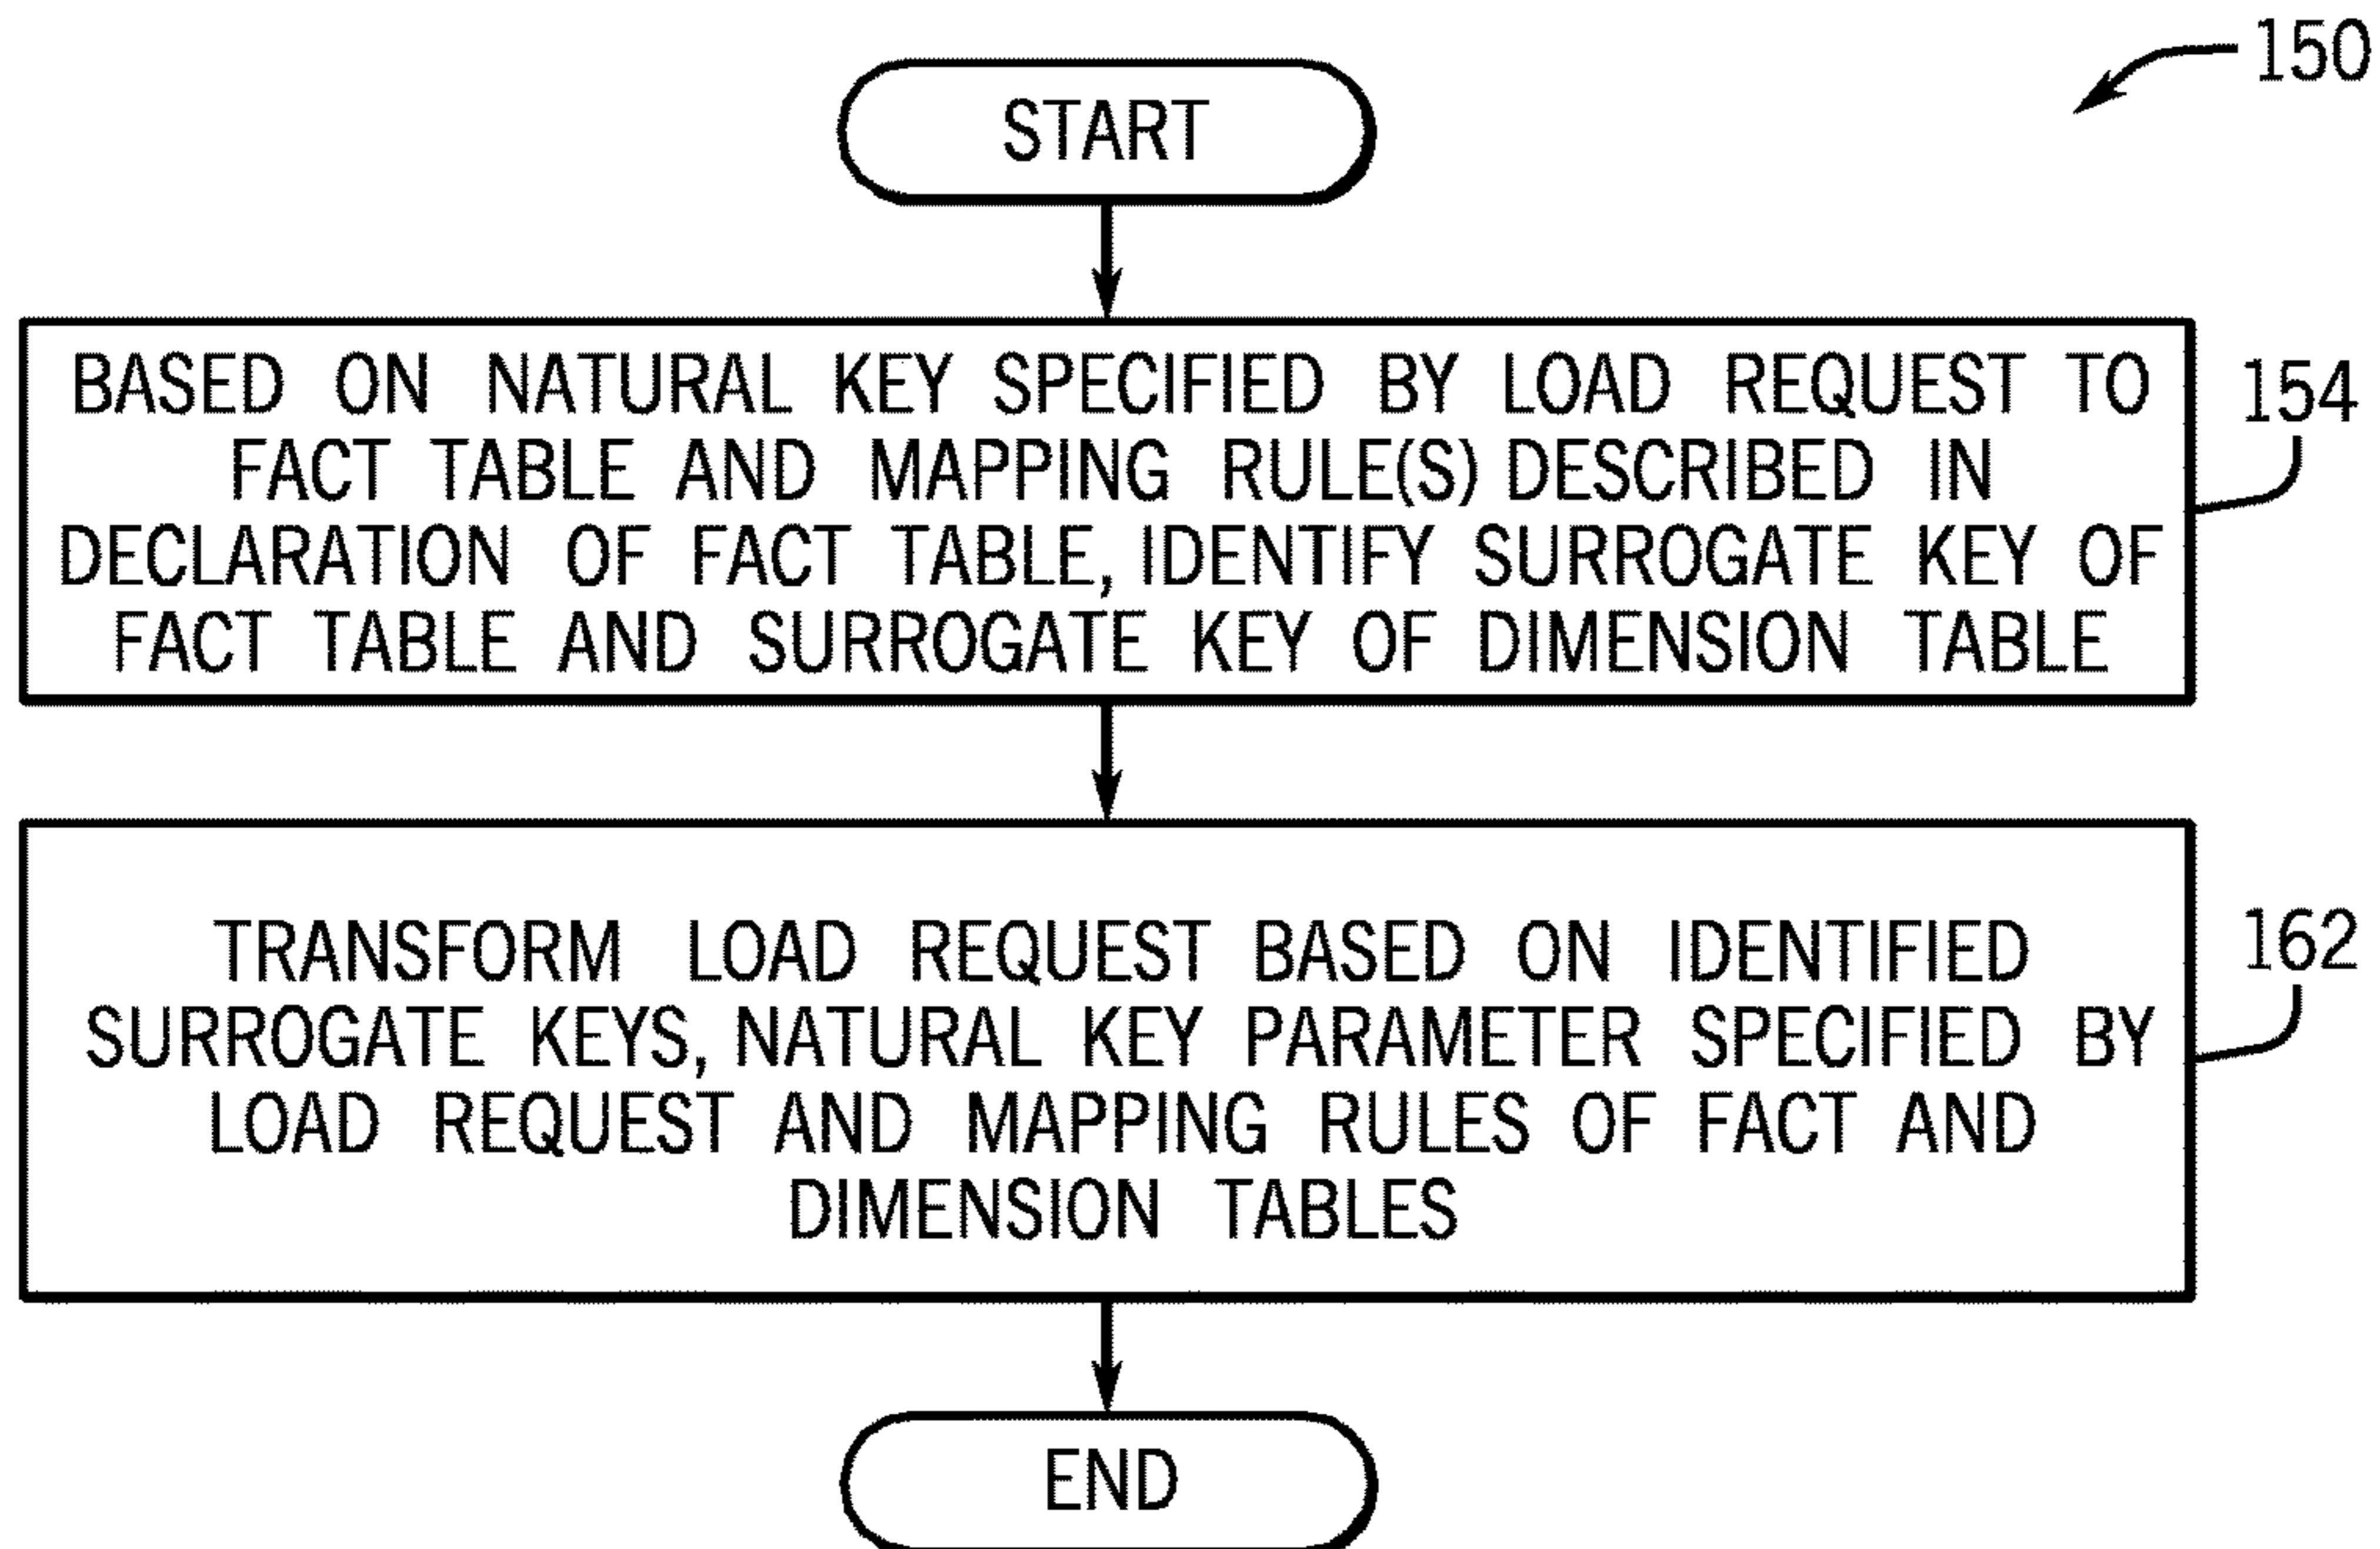 150
START
BASED ON NATURAL KEY SPECIFIED BY LOAD REQUEST TO
FACT TABLE AND MAPPING RULE(S) DESCRIBED IN
DECLARATION OF FACT TABLE, IDENTIFY SURROGATE KEY OF
FACT TABLE AND SURROGATE KEY OF DIMENSION TABLE
154
TRANSFORM LOAD REQUEST BASED ON IDENTIFIED
SURROGATE KEYS, NATURAL KEY PARAMETER SPECIFIED BY
LOAD REQUEST AND MAPPING RULES OF FACT AND
DIMENSION TABLES
162
END